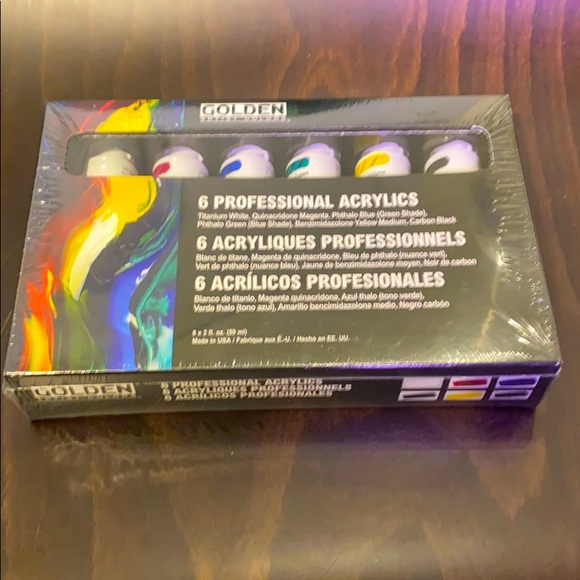 GOLDEN
ARTIST COLORS
6 PROFESSIONAL ACRYLICS
Titanium White, Quinacridone Magenta, Phthalo Blue (Green Shade),
Phthalo Green (Blue Shade), Benzimidazolone Yellow Medium, Carbon Black
6 ACRYLIQUES PROFESSIONNELS
Blanc de titane, Magenta de quinacridone, Bleu de phthalo (nuance vert),
Vert de phthalo (nuance bleu), Jaune de benzimidazolone moyen, Noir de carbon
6 ACRÍLICOS PROFESIONALES
Blanco de titanio, Magenta quinacridona, Azul thalo (tono verde),
Verde thalo (tono azul), Amarillo bencimidazolona medio, Negro carbón
6 x 2 fl. oz. (59 ml)
Made in USA / Fabrique aux É.-U. / Hecho en EE. UU.
GOLDEN
6 PROFESSIONAL ACRYLICS
6 ACRYLIQUES PROFESSIONNELS
6 ACRÍLICOS PROFESIONALES